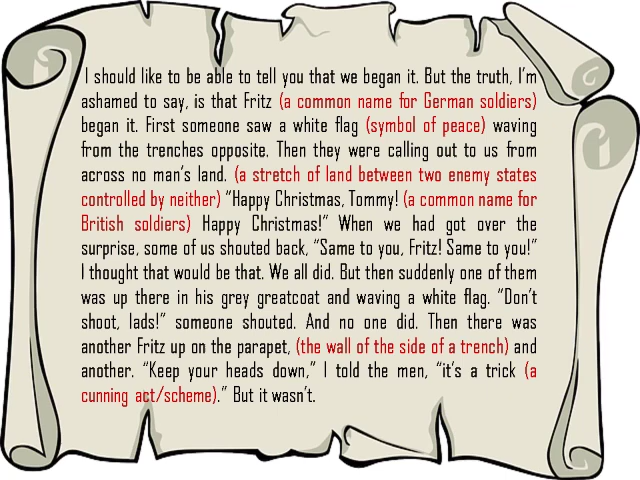 I should like to be able to tell you that we began it. But the truth, I'm
ashamed to say, is that Fritz (a common name for German soldiers)
began it. First someone saw a white flag (symbol of peace) waving
from the trenches opposite. Then they were calling out to us from
across no man's land. (a stretch of land between two enemy states
controlled by neither) "Happy Christmas, Tommy! (a common name for
British soldiers) Happy Christmas!" When we had got over the
surprise, some of us shouted back, "Same to you, Fritz! Same to you!"
I thought that would be that. We all did. But then suddenly one of them
was up there in his grey greatcoat and waving a white flag. "Don't
shoot, lads!" someone shouted. And no one did. Then there was
another Fritz up on the parapet, (the wall of the side of a trench) and
another. "Keep your heads down," I told the men, "it's a trick (a
cunning act/scheme)." But it wasn't.